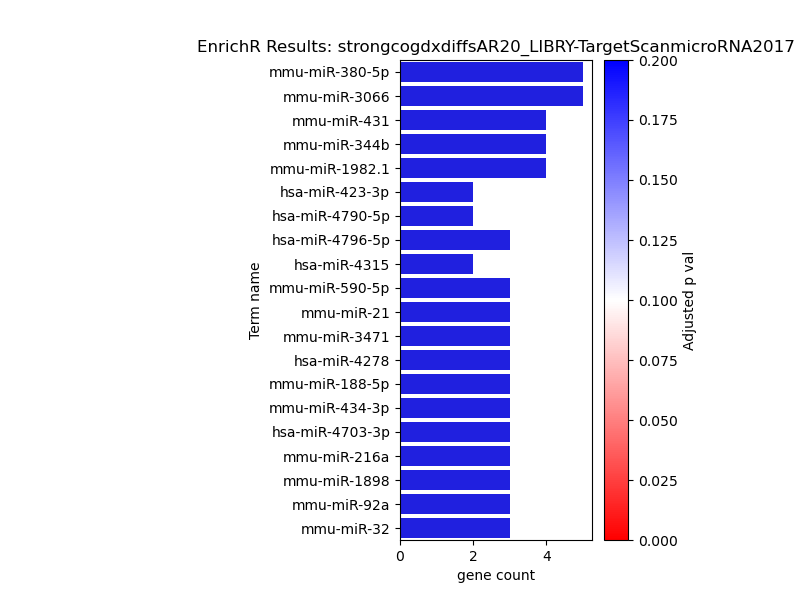 EnrichR Results: strongcogdxdiffsAR20_LIBRY-TargetScanmicroRNA2017
Term name
mmu-miR-380-5p
mmu-miR-3066
mmu-miR-431
mmu-miR-344b
mmu-miR-1982.1
hsa-miR-423-3p
hsa-miR-4790-5p
hsa-miR-4796-5p
hsa-miR-4315
mmu-miR-590-5p
mmu-miR-21
mmu-miR-3471
hsa-miR-4278
mmu-miR-188-5p
mmu-miR-434-3p
hsa-miR-4703-3p
mmu-miR-216a
mmu-miR-1898
mmu-miR-92a
mmu-miR-32
0 2 4
gene count
0.200
0.175
0.150
0.125
0.100
0.075
0.050
0.025
0.000
Adjusted p val